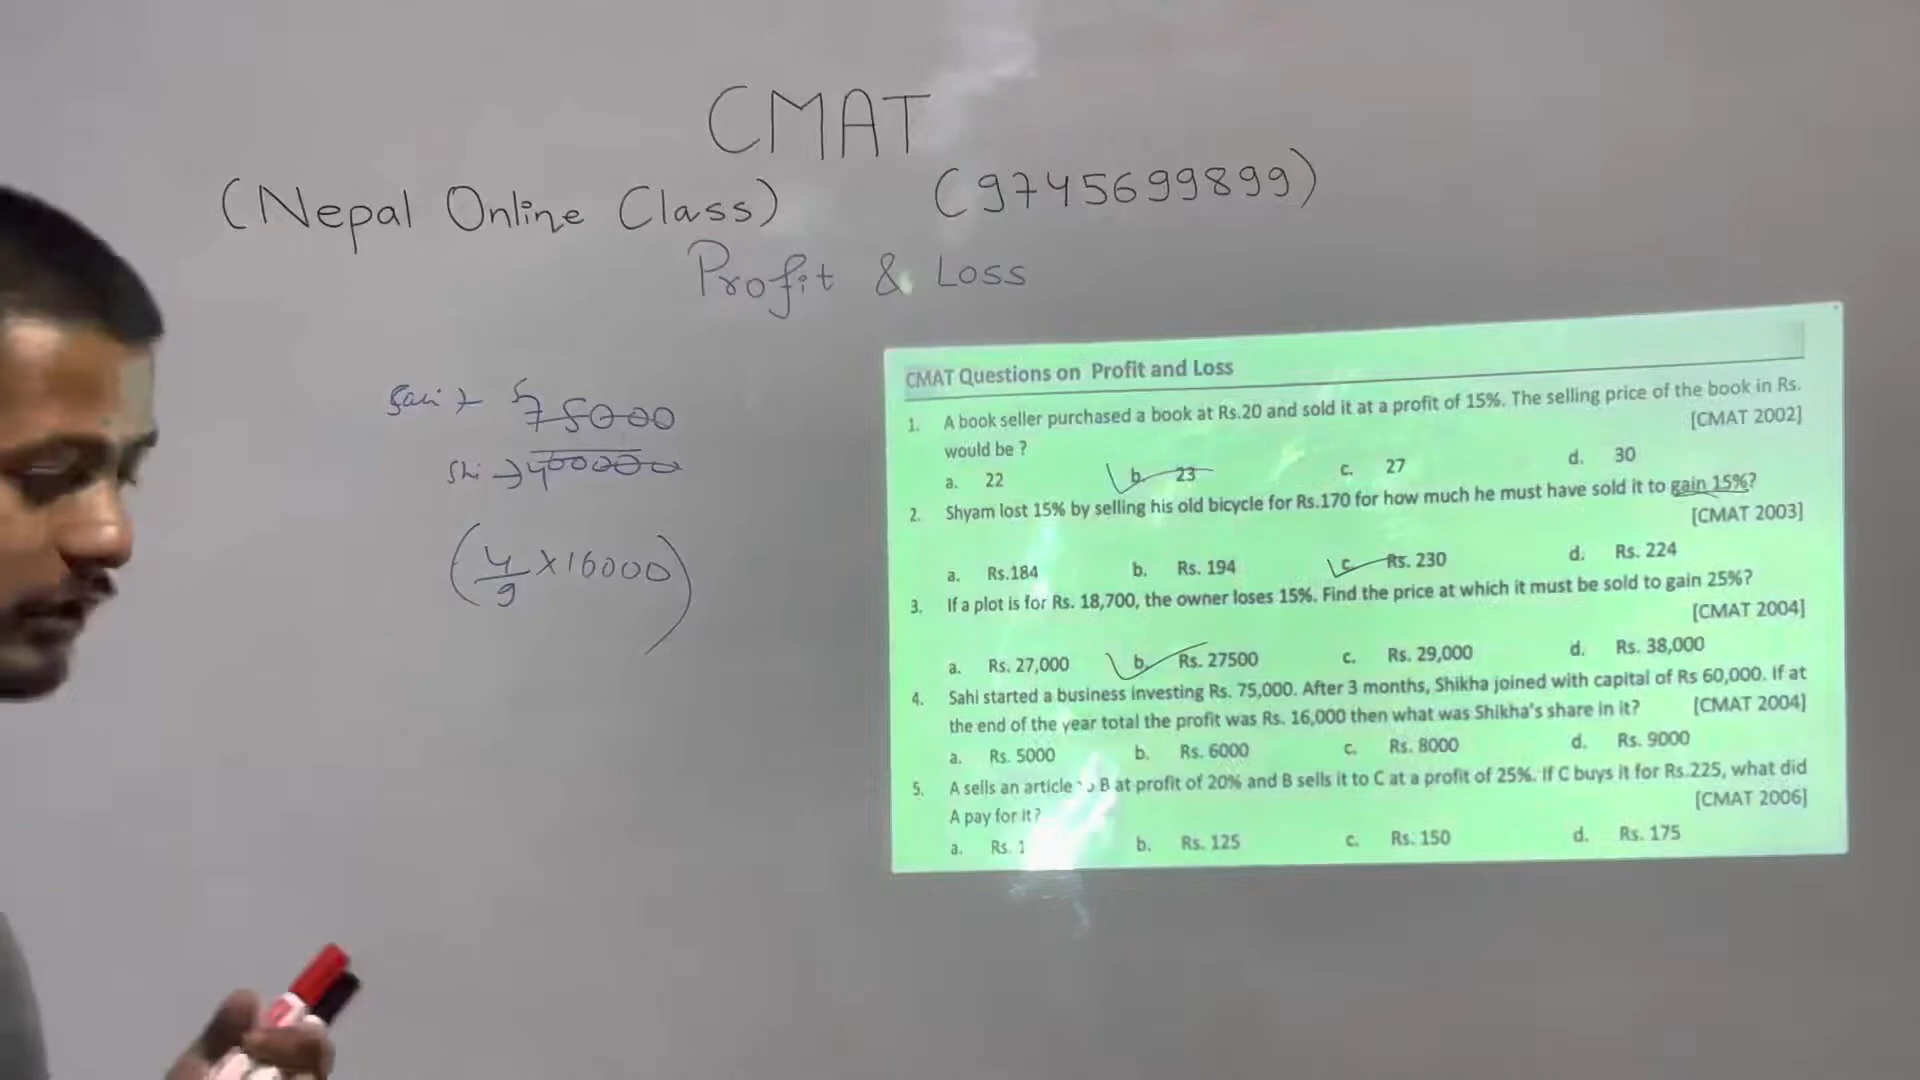 CMAT
(Nepal Online Class) (9745699899)
Profit & Loss
5
75000
(4/9 × 16000)
CMAT Questions on Profit and Loss
1. A book seller purchased a book at Rs.20 and sold it at a profit of 15%. The selling price of the book in Rs.
would be ? [CMAT 2002]
a. 22 b. 23 c. 27 d. 30
2. Shyam lost 15% by selling his old bicycle for Rs.170 for how much he must have sold it to gain 15%?
[CMAT 2003]
a. Rs.184 b. Rs. 194 c. Rs. 230 d. Rs. 224
3. If a plot is for Rs. 18,700, the owner loses 15%. Find the price at which it must be sold to gain 25%?
[CMAT 2004]
a. Rs. 27,000 b. Rs. 27500 c. Rs. 29,000 d. Rs. 38,000
4. Sahi started a business investing Rs. 75,000. After 3 months, Shikha joined with capital of Rs 60,000. If at
the end of the year total the profit was Rs. 16,000 then what was Shikha's share in it? [CMAT 2004]
a. Rs. 5000 b. Rs. 6000 c. Rs. 8000 d. Rs. 9000
5. A sells an article B at profit of 20% and B sells it to C at a profit of 25%. If C buys it for Rs.225, what did
A pay for it? [CMAT 2006]
a. Rs. 1 b. Rs. 125 c. Rs. 150 d. Rs. 175